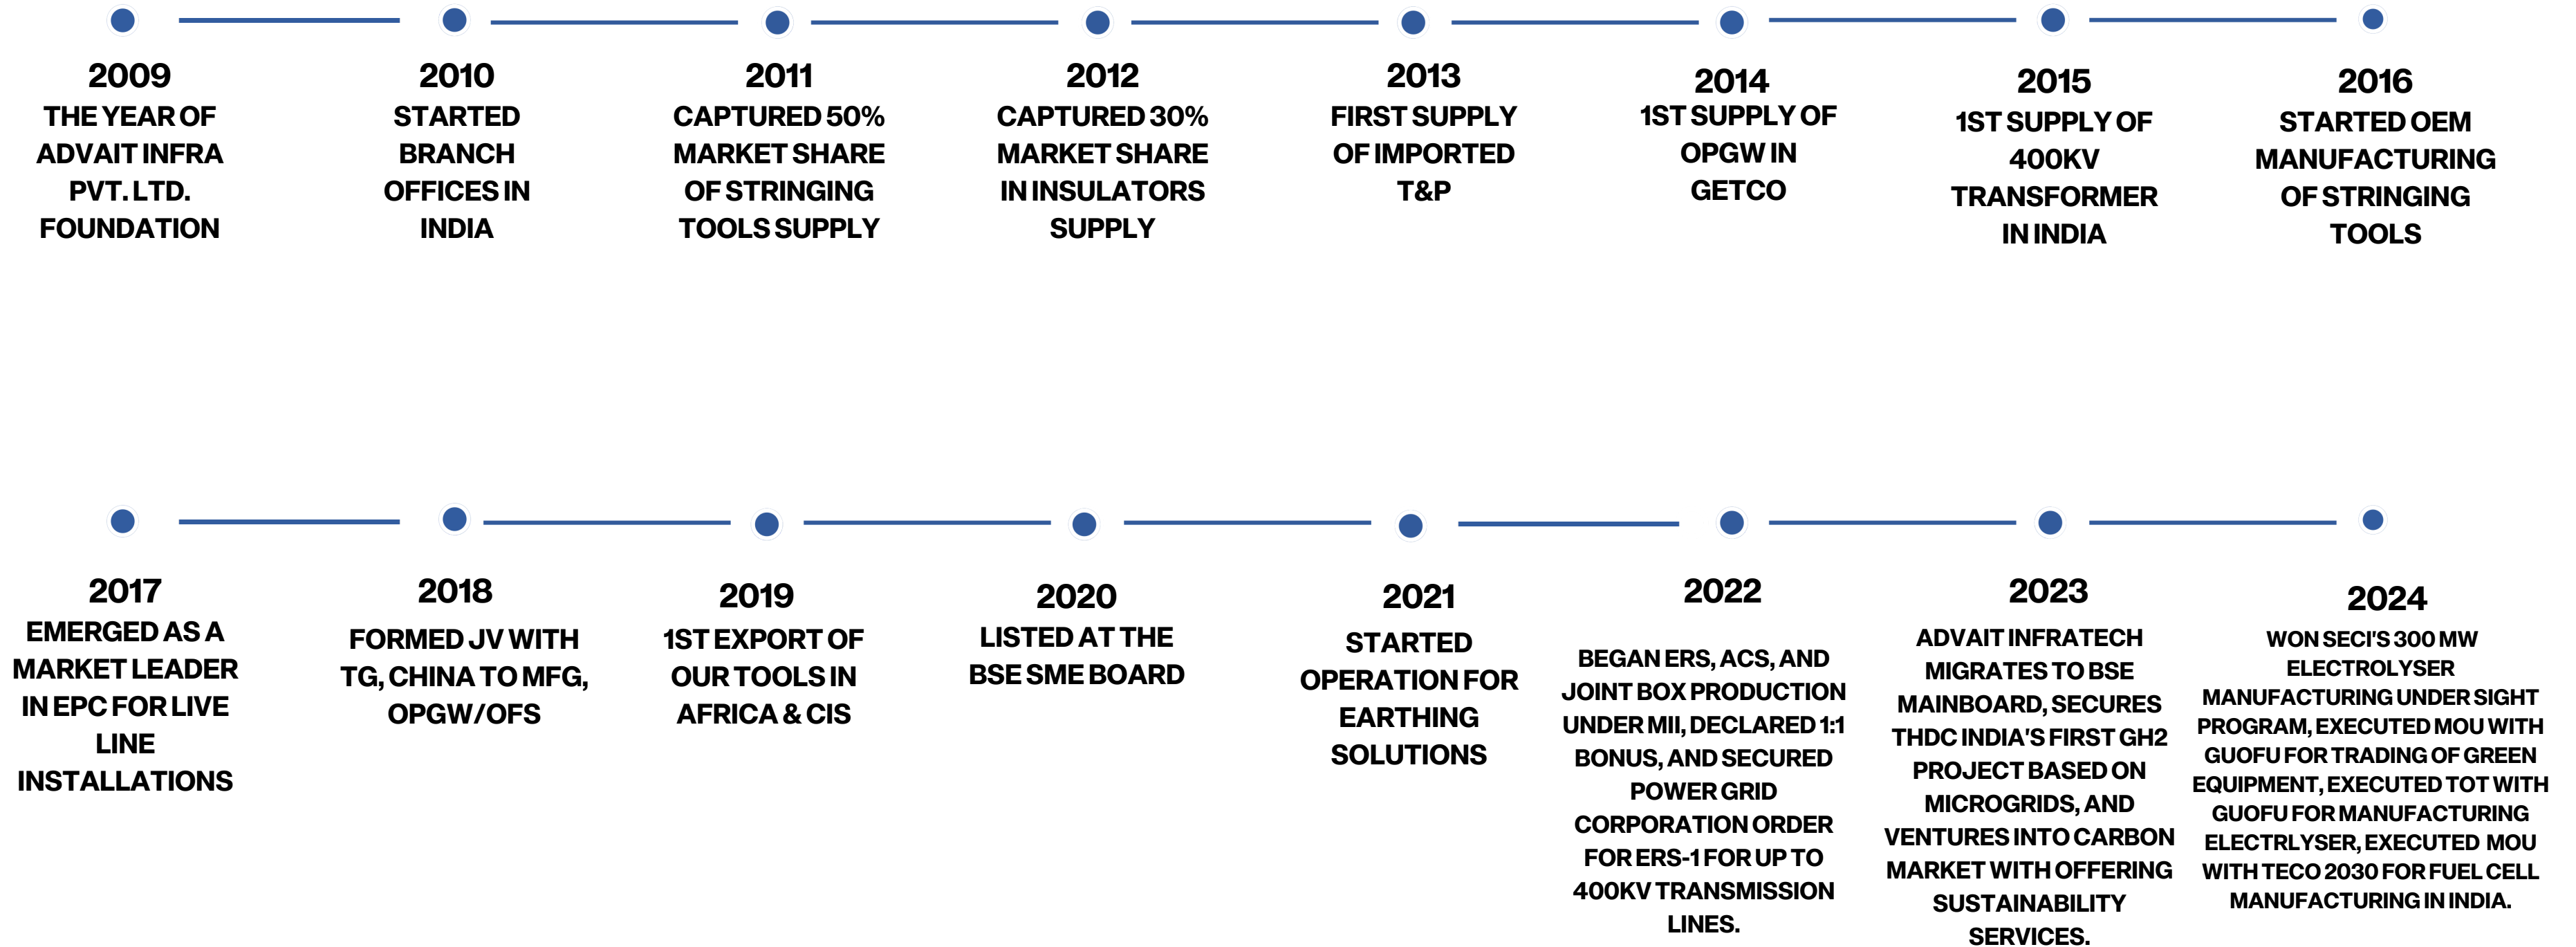 2009
THE YEAR OF
ADVAIT INFRA
PVT. LTD.
FOUNDATION
2010
STARTED
BRANCH
OFFICES IN
INDIA
2011
CAPTURED 50%
MARKET SHARE
OF STRINGING
TOOLS SUPPLY
2012
CAPTURED 30%
MARKET SHARE
IN INSULATORS
SUPPLY
2013
FIRST SUPPLY
OF IMPORTED
T&P
2014
1ST SUPPLY OF
OPGW IN
GETCO
2015
1ST SUPPLY OF
400KV
TRANSFORMER
IN INDIA
2016
STARTED OEM
MANUFACTURING
OF STRINGING
TOOLS
2017
EMERGED AS A
MARKET LEADER
IN EPC FOR LIVE
LINE
INSTALLATIONS
2018
FORMED JV WITH
TG, CHINA TO MFG,
OPGW/OFS
2019
1ST EXPORT OF
OUR TOOLS IN
AFRICA & CIS
2020
LISTED AT THE
BSE SME BOARD
2021
STARTED
OPERATION FOR
EARTHING
SOLUTIONS
2022
BEGAN ERS, ACS, AND
JOINT BOX PRODUCTION
UNDER MII, DECLARED 1:1
BONUS, AND SECURED
POWER GRID
CORPORATION ORDER
FOR ERS-1 FOR UP TO
400KV TRANSMISSION
LINES.
2023
ADVAIT INFRATECH
MIGRATES TO BSE
MAINBOARD, SECURES
THDC INDIA'S FIRST GH2
PROJECT BASED ON
MICROGRIDS, AND
VENTURES INTO CARBON
MARKET WITH OFFERING
SUSTAINABILITY
SERVICES.
2024
WON SECI'S 300 MW
ELECTROLYSER
MANUFACTURING UNDER SIGHT
PROGRAM, EXECUTED MOU WITH
GUOFU FOR TRADING OF GREEN
EQUIPMENT, EXECUTED TOT WITH
GUOFU FOR MANUFACTURING
ELECTRLYSER, EXECUTED MOU
WITH TECO 2030 FOR FUEL CELL
MANUFACTURING IN INDIA.